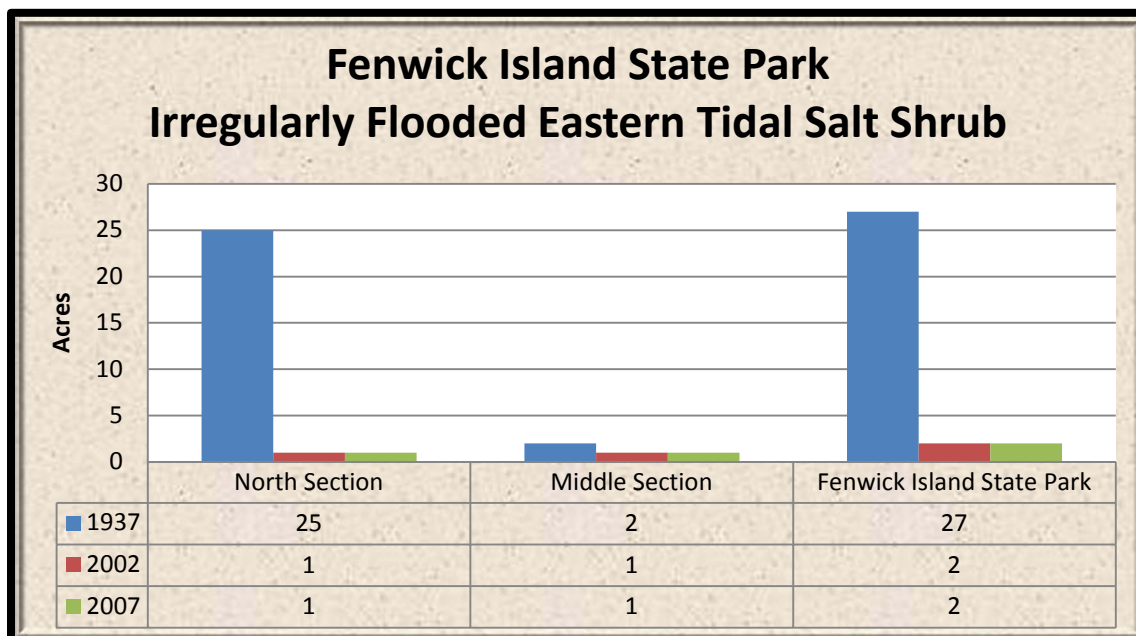 Fenwick Island State Park
Irregularly Flooded Eastern Tidal Salt Shrub
Acres
30
25
20
15
10
5
0
North Section Middle Section Fenwick Island State Park
1937 25 2 27
2002 1 1 2
2007 1 1 2